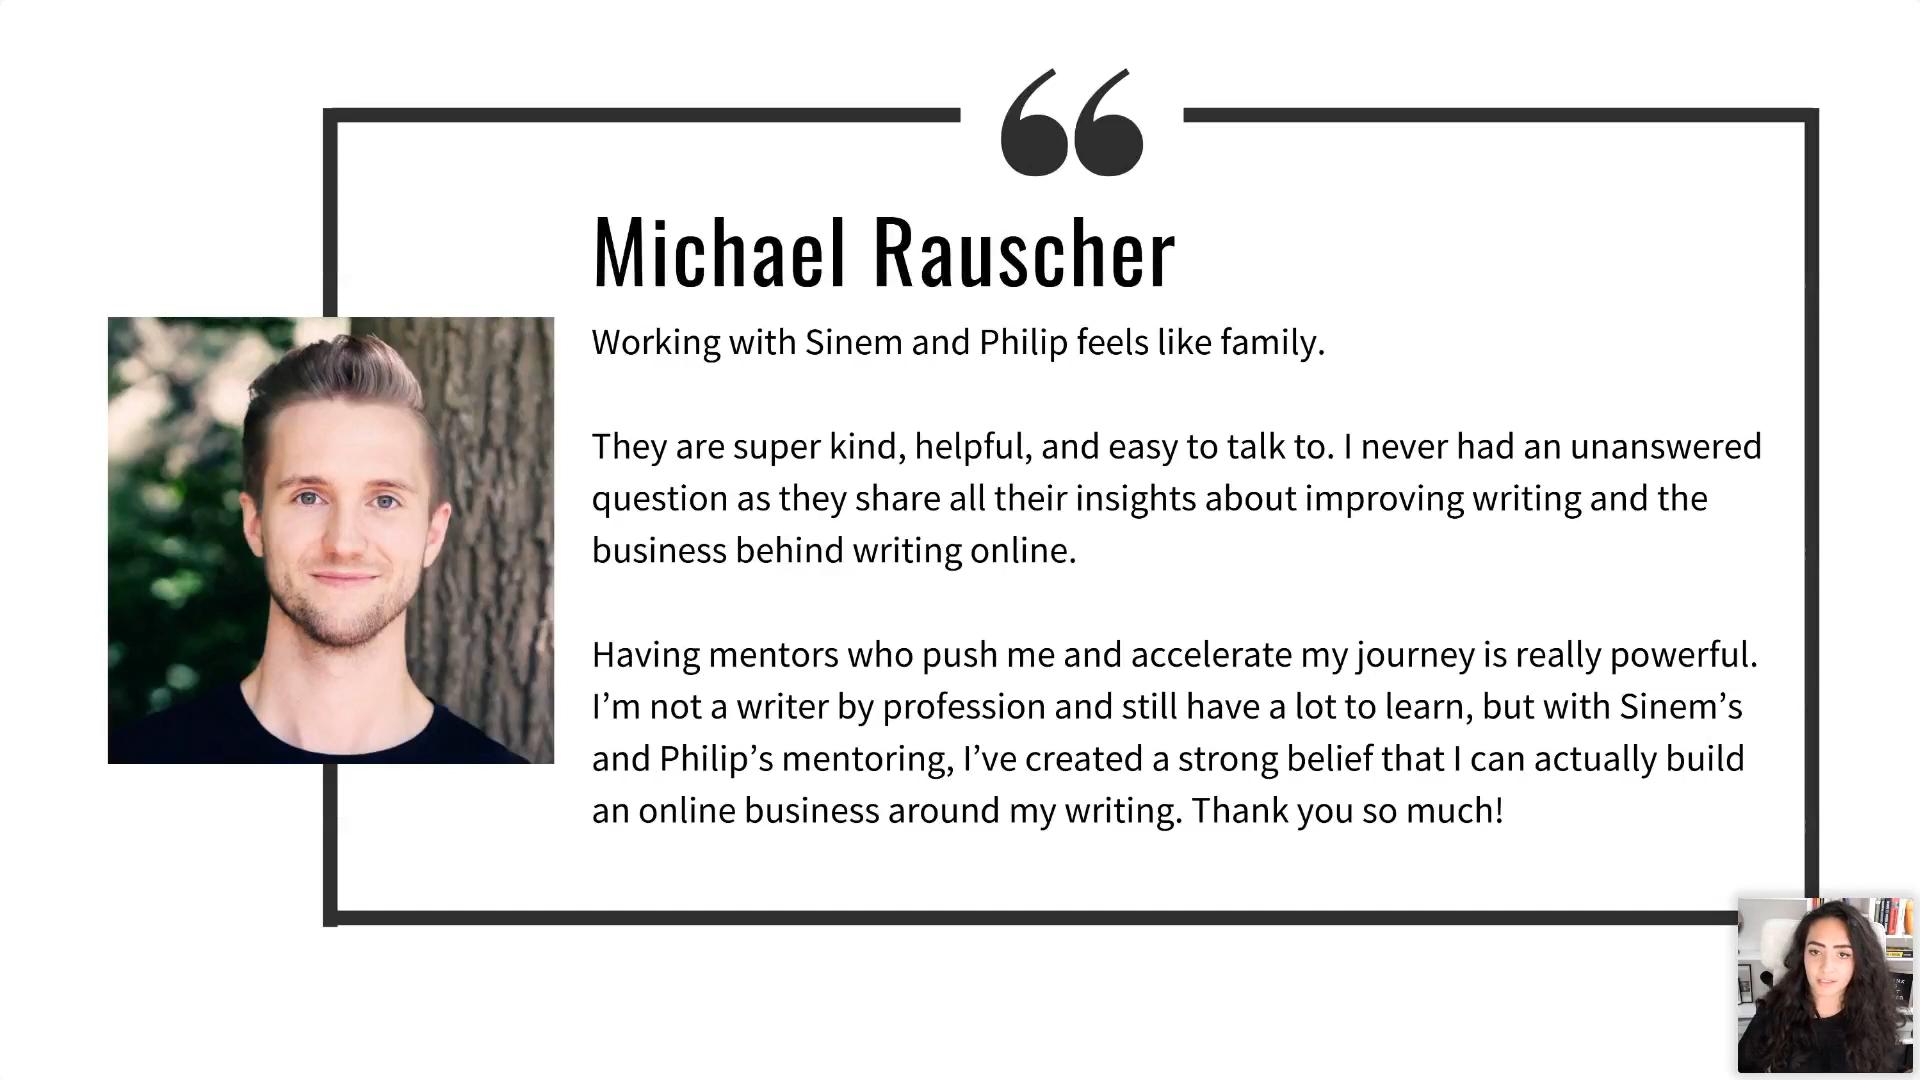 “
Michael Rauscher
Working with Sinem and Philip feels like family.
They are super kind, helpful, and easy to talk to. I never had an unanswered
question as they share all their insights about improving writing and the
business behind writing online.
Having mentors who push me and accelerate my journey is really powerful.
I’m not a writer by profession and still have a lot to learn, but with Sinem’s
and Philip’s mentoring, I’ve created a strong belief that I can actually build
an online business around my writing. Thank you so much!